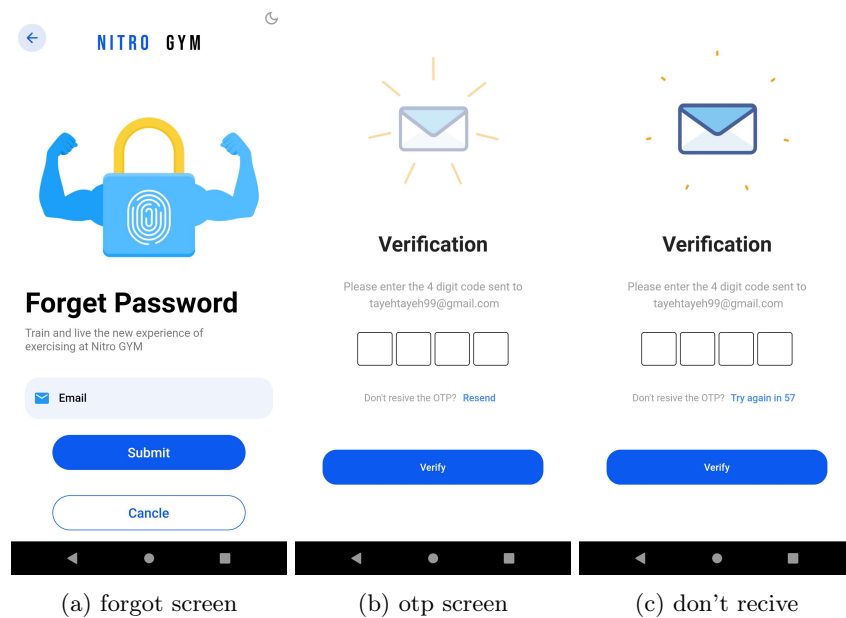 NITRO GYM
Forget Password
Train and live the new experience of
exercising at Nitro GYM
Email
Submit
Cancle
Verification
Please enter the 4 digit code sent to
tayehtayeh99@gmail.com
Don't resive the OTP? Resend
Verify
Verification
Please enter the 4 digit code sent to
tayehtayeh99@gmail.com
Don't resive the OTP? Try again in 57
Verify
(a) forgot screen
(b) otp screen
(c) don't recive